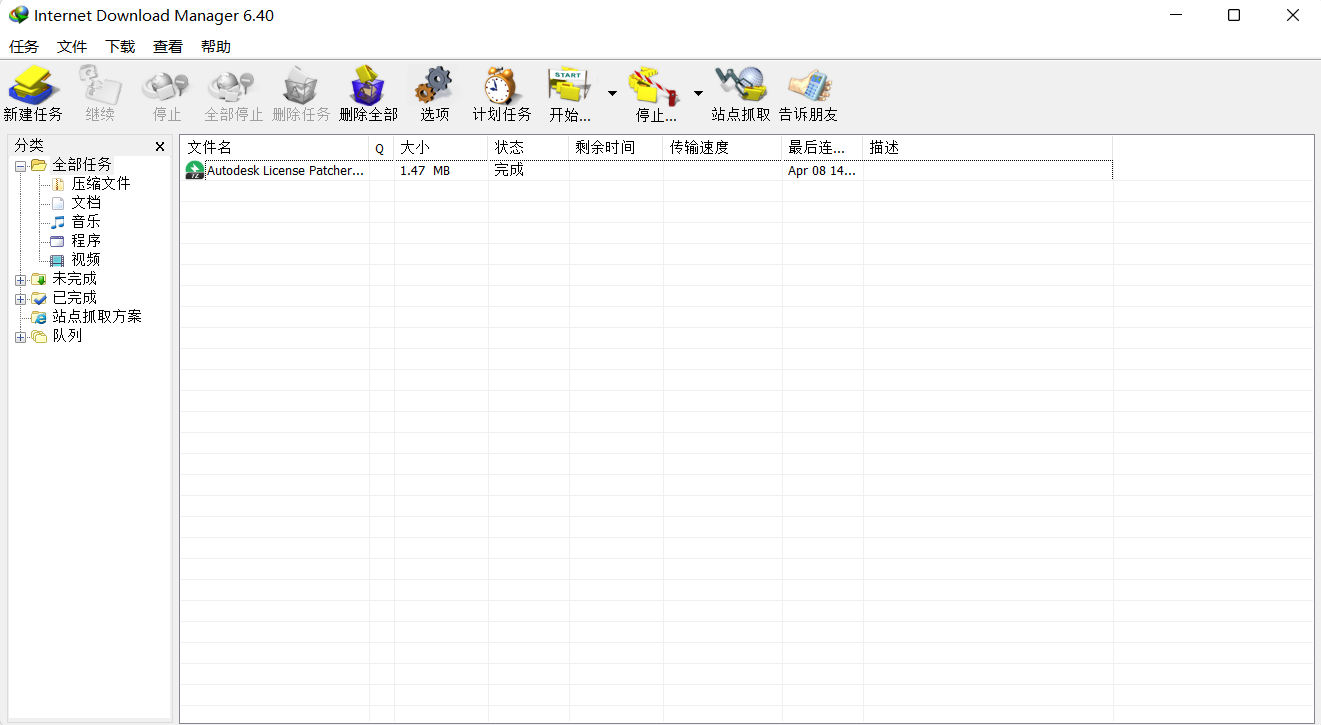 Internet Download Manager 6.40
任务 文件 下载 查看 帮助
START
新建任务 继续 停止 全部停止 删除任务 删除全部 选项 计划任务 开始... 停止... 站点抓取 告诉朋友
分类
全部任务
压缩文件
文档
音乐
程序
视频
未完成
已完成
站点抓取方案
队列
文件名 Q 大小 状态 剩余时间 传输速度 最后连... 描述
Autodesk License Patcher... 1.47 MB 完成 Apr 08 14...